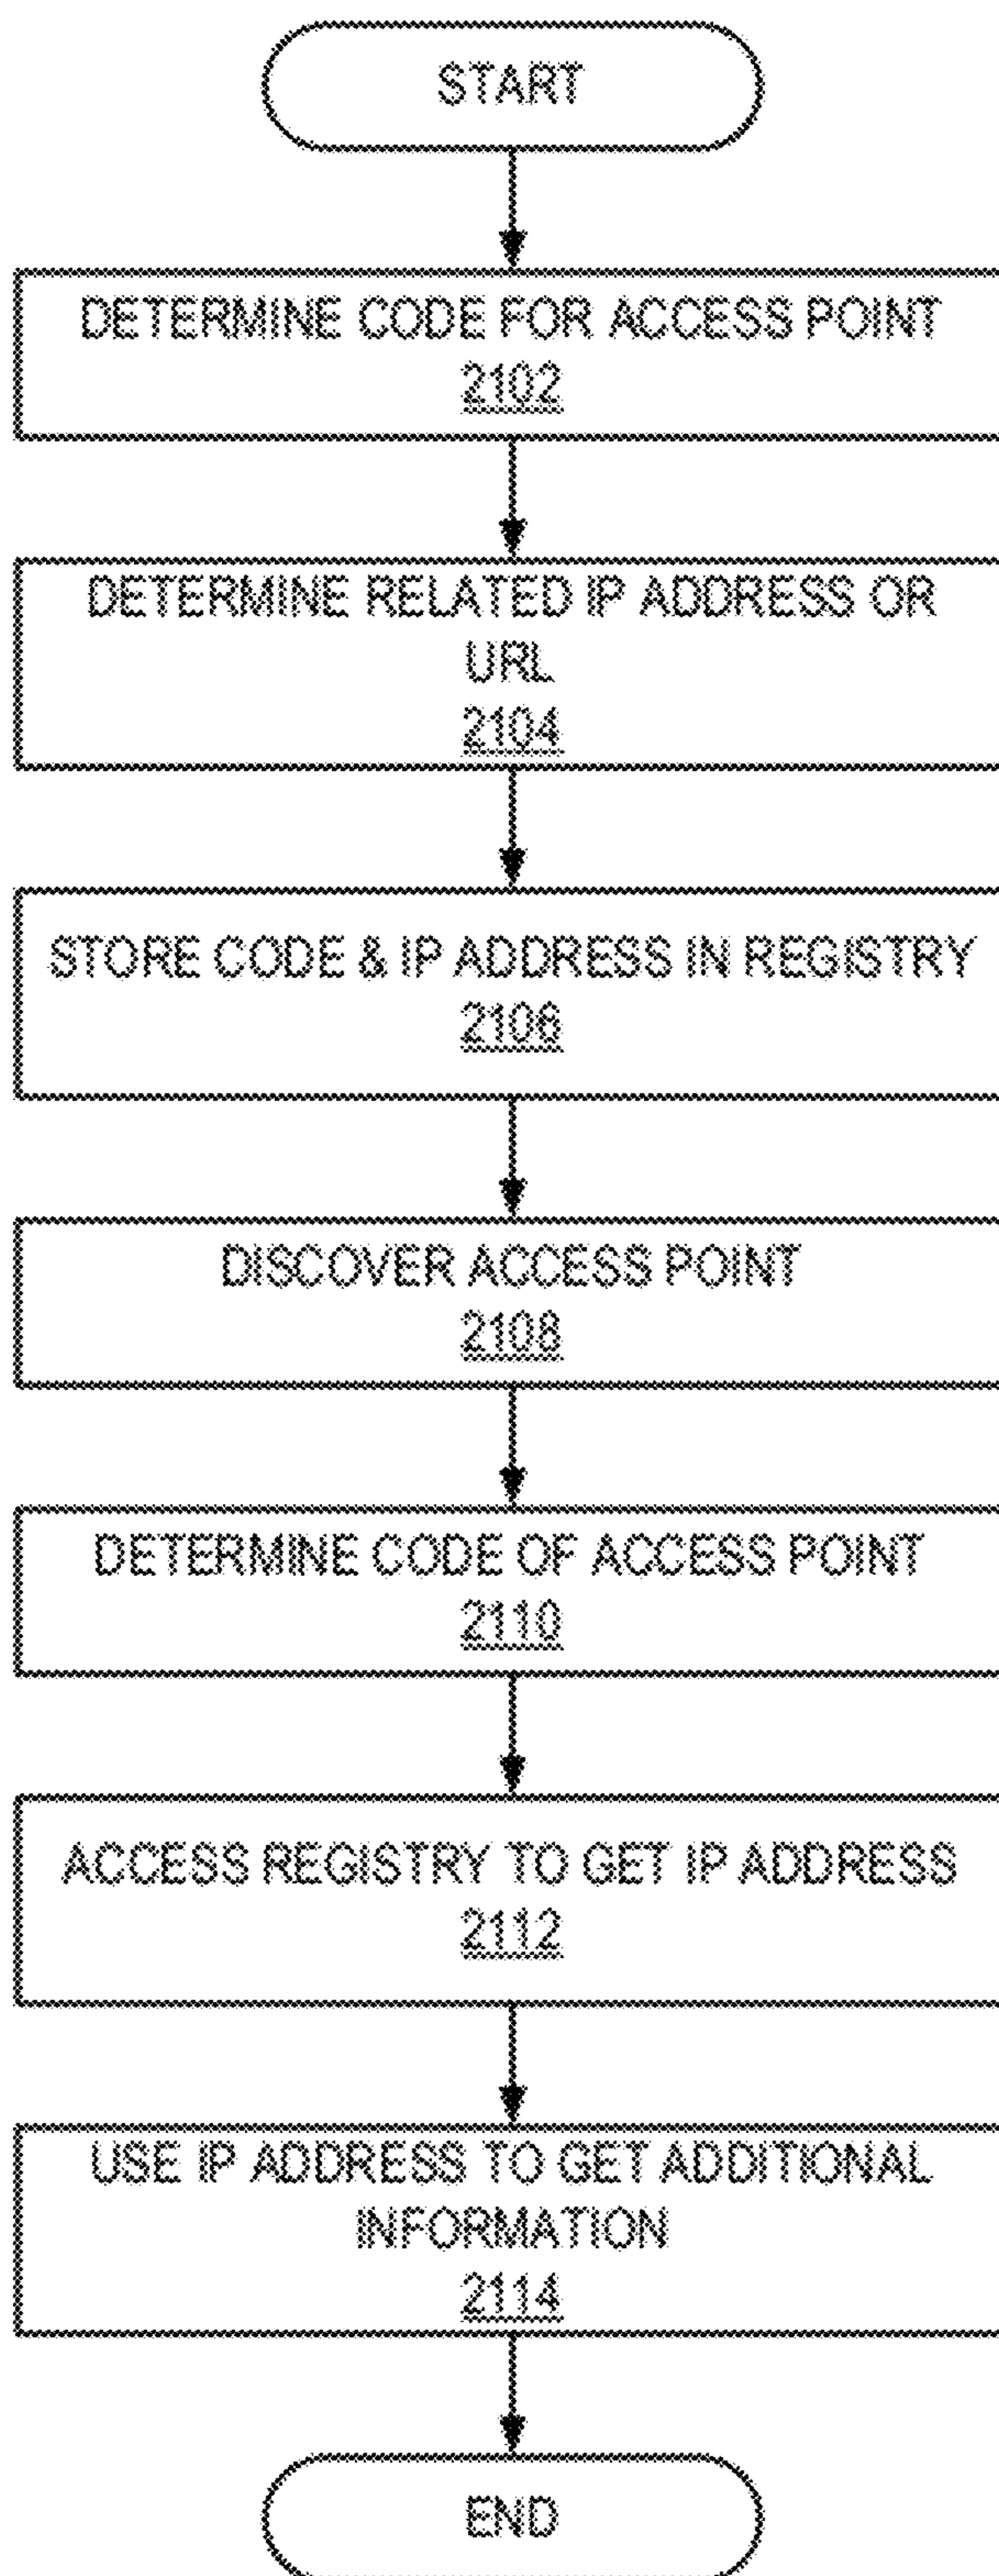 START
DETERMINE CODE FOR ACCESS POINT
2102
DETERMINE RELATED IP ADDRESS OR
URL
2104
STORE CODE & IP ADDRESS IN REGISTRY
2106
DISCOVER ACCESS POINT
2108
DETERMINE CODE OF ACCESS POINT
2110
ACCESS REGISTRY TO GET IP ADDRESS
2112
USE IP ADDRESS TO GET ADDITIONAL
INFORMATION
2114
END